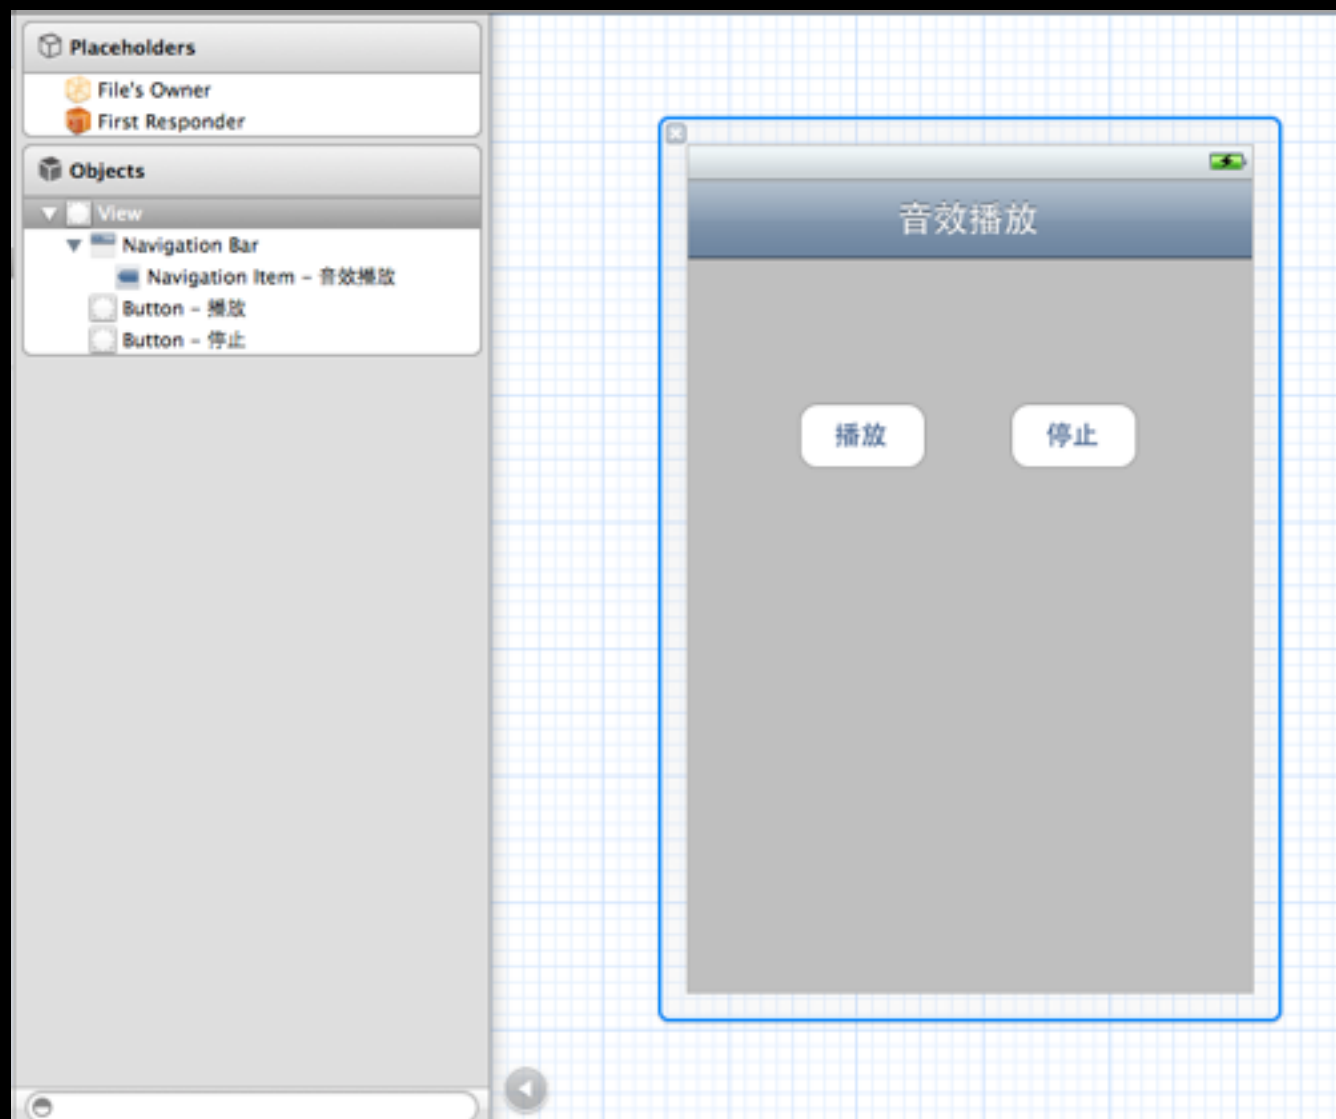 Placeholders
File's Owner
First Responder
Objects
View
Navigation Bar
Navigation Item – 音效播放
Button – 播放
Button – 停止
音效播放
播放
停止